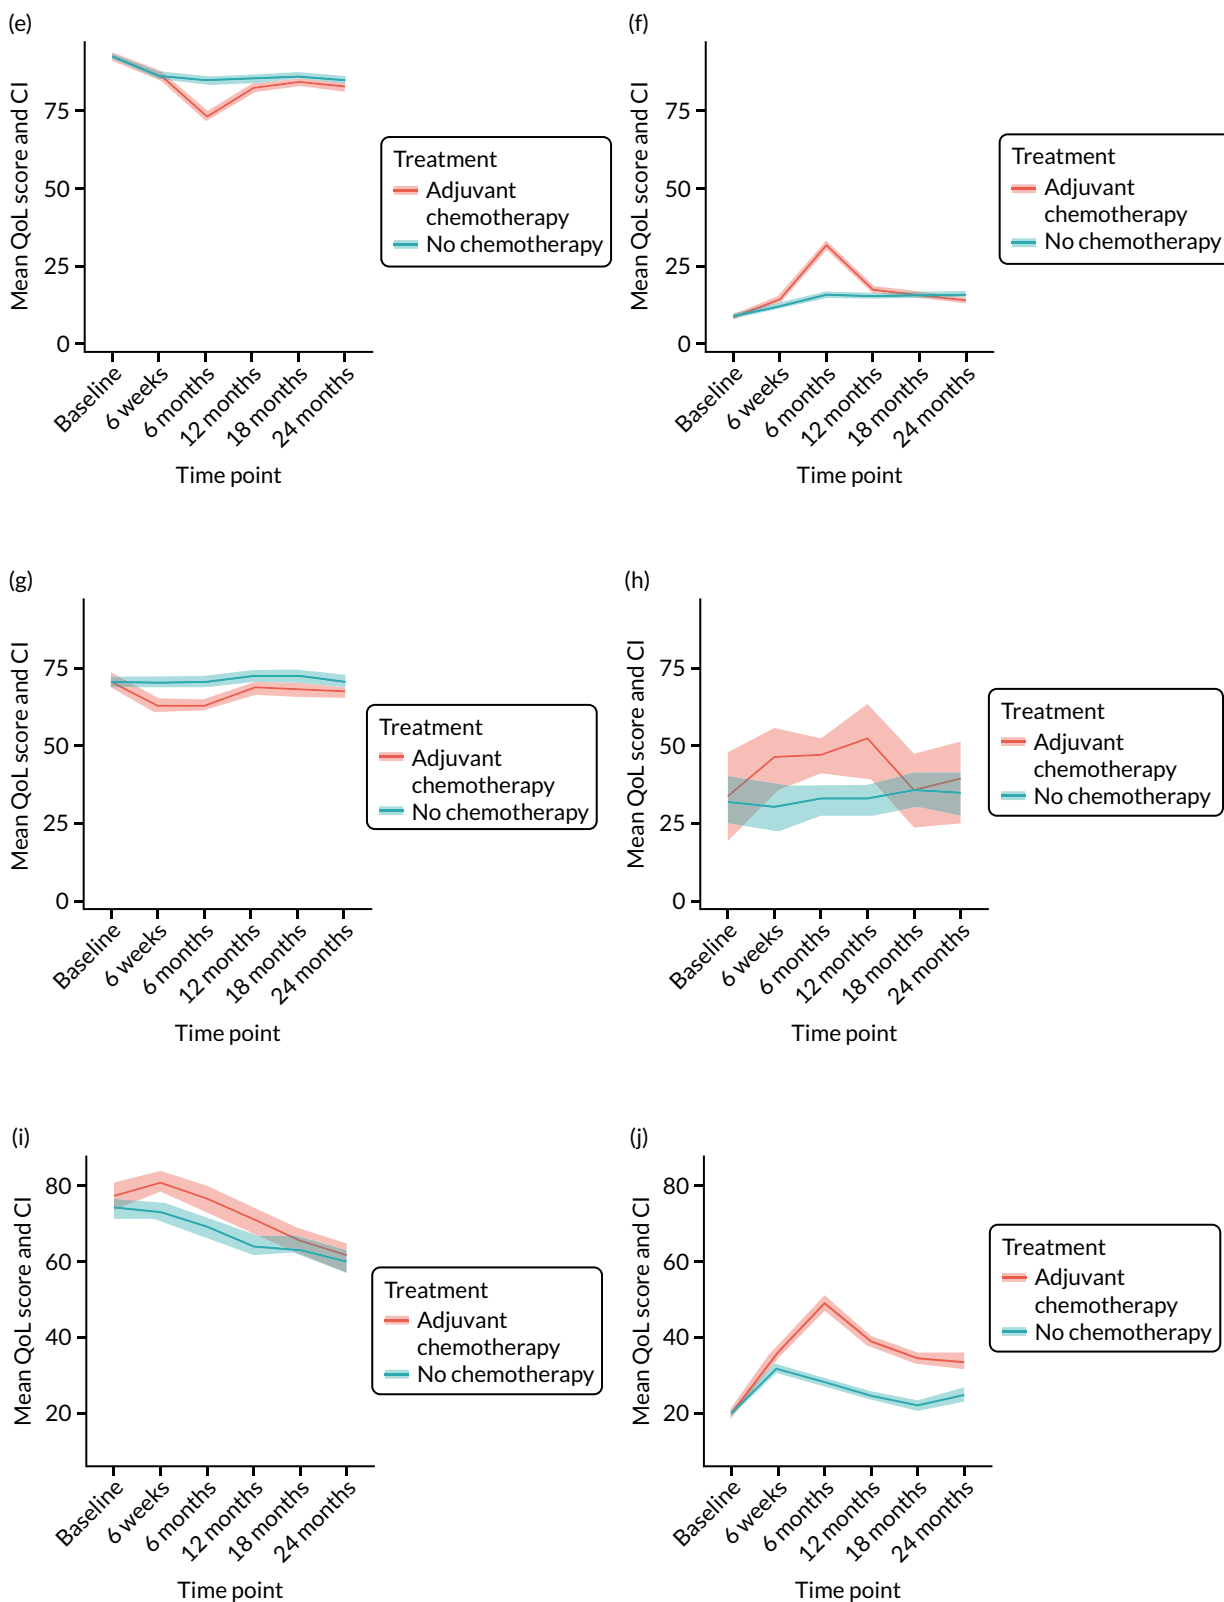 (e)
Mean QoL score and CI
75
50
25
0
Baseline
6 weeks
6 months
12 months
18 months
24 months
Time point
Treatment
Adjuvant
chemotherapy
No chemotherapy
(f)
Mean QoL score and CI
75
50
25
0
Baseline
6 weeks
6 months
12 months
18 months
24 months
Time point
Treatment
Adjuvant
chemotherapy
No chemotherapy
(g)
Mean QoL score and CI
75
50
25
0
Baseline
6 weeks
6 months
12 months
18 months
24 months
Time point
Treatment
Adjuvant
chemotherapy
No chemotherapy
(h)
Mean QoL score and CI
75
50
25
0
Baseline
6 weeks
6 months
12 months
18 months
24 months
Time point
Treatment
Adjuvant
chemotherapy
No chemotherapy
(i)
Mean QoL score and CI
80
60
40
20
Baseline
6 weeks
6 months
12 months
18 months
24 months
Time point
Treatment
Adjuvant
chemotherapy
No chemotherapy
(j)
Mean QoL score and CI
80
60
40
20
Baseline
6 weeks
6 months
12 months
18 months
24 months
Time point
Treatment
Adjuvant
chemotherapy
No chemotherapy